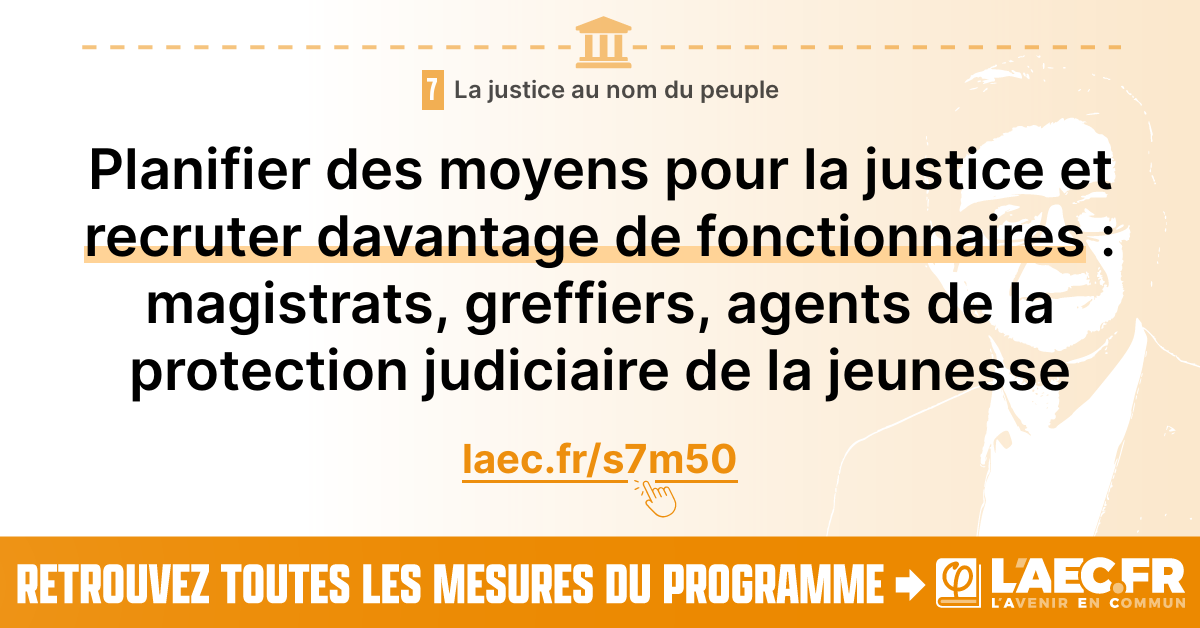 7 La justice au nom du peuple
Planifier des moyens pour la justice et
recruter davantage de fonctionnaires :
magistrats, greffiers, agents de la
protection judiciaire de la jeunesse
laec.fr/s7m50
RETROUVEZ TOUTES LES MESURES DU PROGRAMME
φ L'AEC.FR
L'AVENIR EN COMMUN